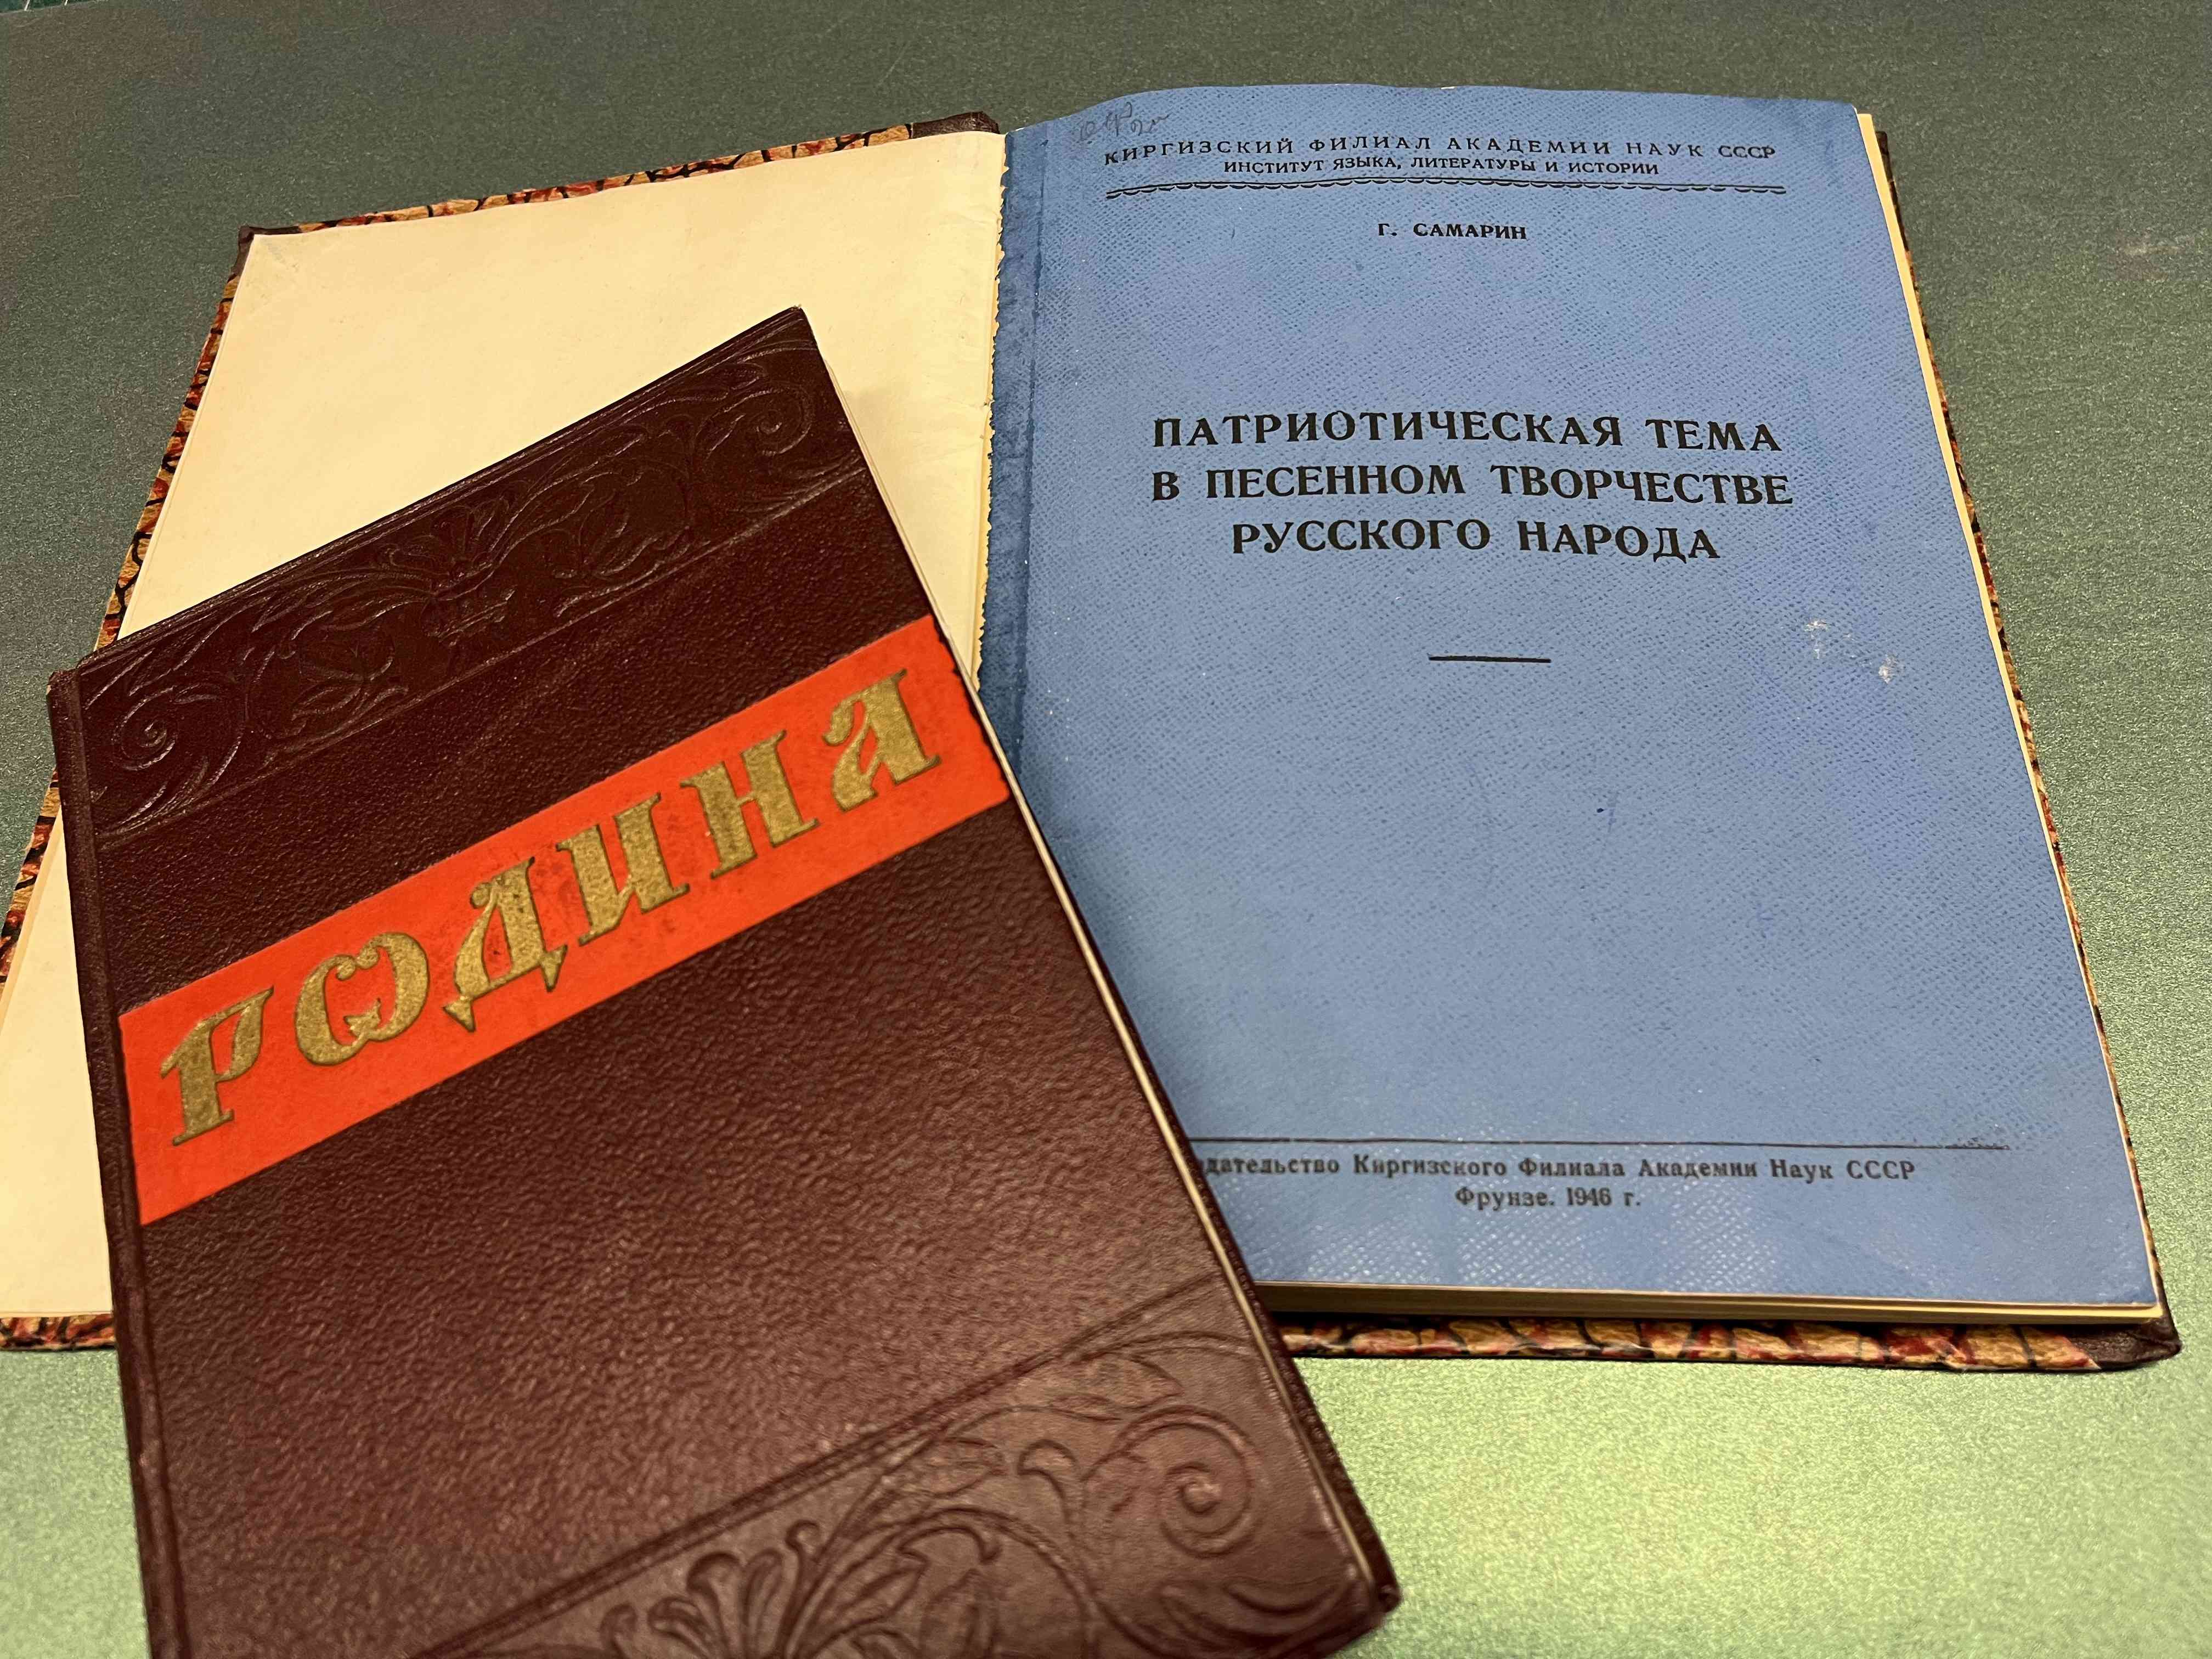 КИРГИЗСКИЙ ФИЛИАЛ АКАДЕМИИ НАУК СССР
ИНСТИТУТ ЯЗЫКА, ЛИТЕРАТУРЫ И ИСТОРИИ
Г. САМАРИН
ПАТРИОТИЧЕСКАЯ ТЕМА
В ПЕСЕННОМ ТВОРЧЕСТВЕ
РУССКОГО НАРОДА
дательство Киргизского Филиала Академии Наук СССР
Фрунзе. 1946 г.
РОДИНА